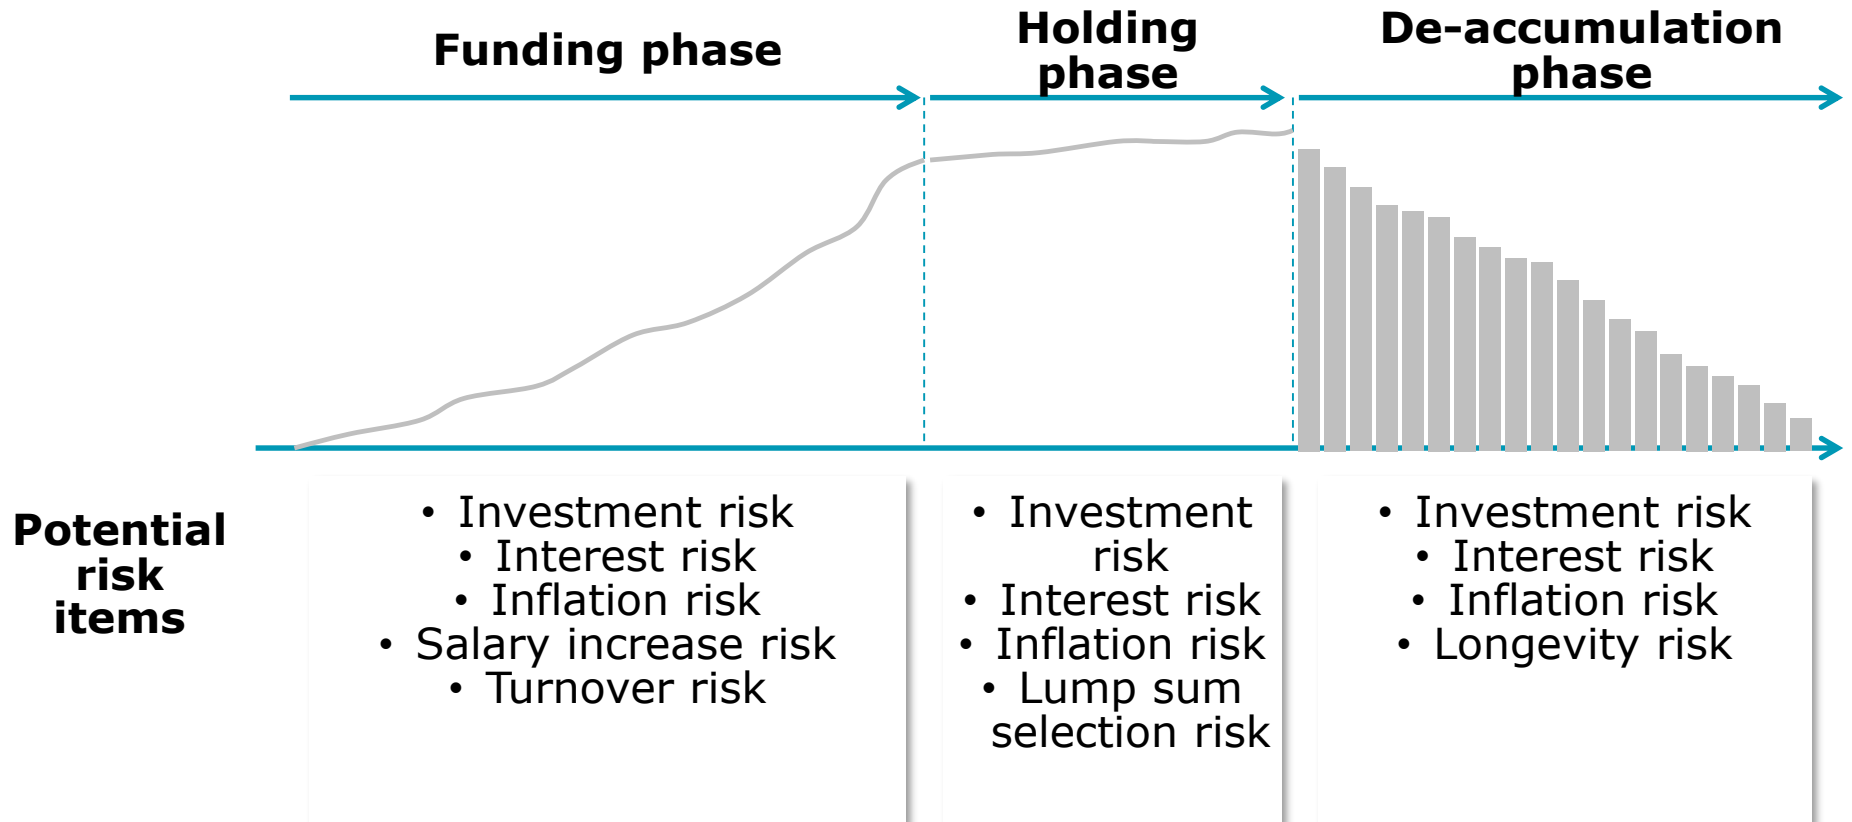 Funding phase
Holding
phase
De-accumulation
phase
Potential
risk
items
• Investment risk
• Interest risk
• Inflation risk
• Salary increase risk
• Turnover risk
• Investment
risk
• Interest risk
• Inflation risk
• Lump sum
selection risk
• Investment risk
• Interest risk
• Inflation risk
• Longevity risk